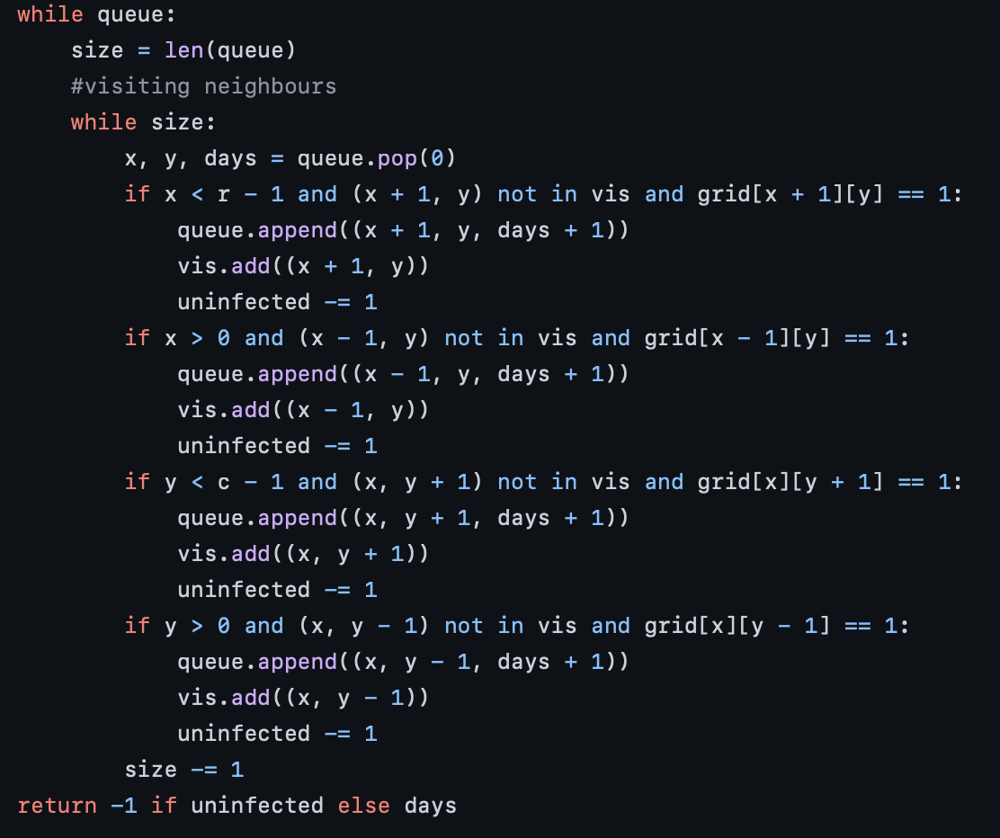 while queue:
    size = len(queue)
    #visiting neighbours
    while size:
        x, y, days = queue.pop(0)
        if x < r - 1 and (x + 1, y) not in vis and grid[x + 1][y] == 1:
            queue.append((x + 1, y, days + 1))
            vis.add((x + 1, y))
            uninfected -= 1
        if x > 0 and (x - 1, y) not in vis and grid[x - 1][y] == 1:
            queue.append((x - 1, y, days + 1))
            vis.add((x - 1, y))
            uninfected -= 1
        if y < c - 1 and (x, y + 1) not in vis and grid[x][y + 1] == 1:
            queue.append((x, y + 1, days + 1))
            vis.add((x, y + 1))
            uninfected -= 1
        if y > 0 and (x, y - 1) not in vis and grid[x][y - 1] == 1:
            queue.append((x, y - 1, days + 1))
            vis.add((x, y - 1))
            uninfected -= 1
        size -= 1
return -1 if uninfected else days